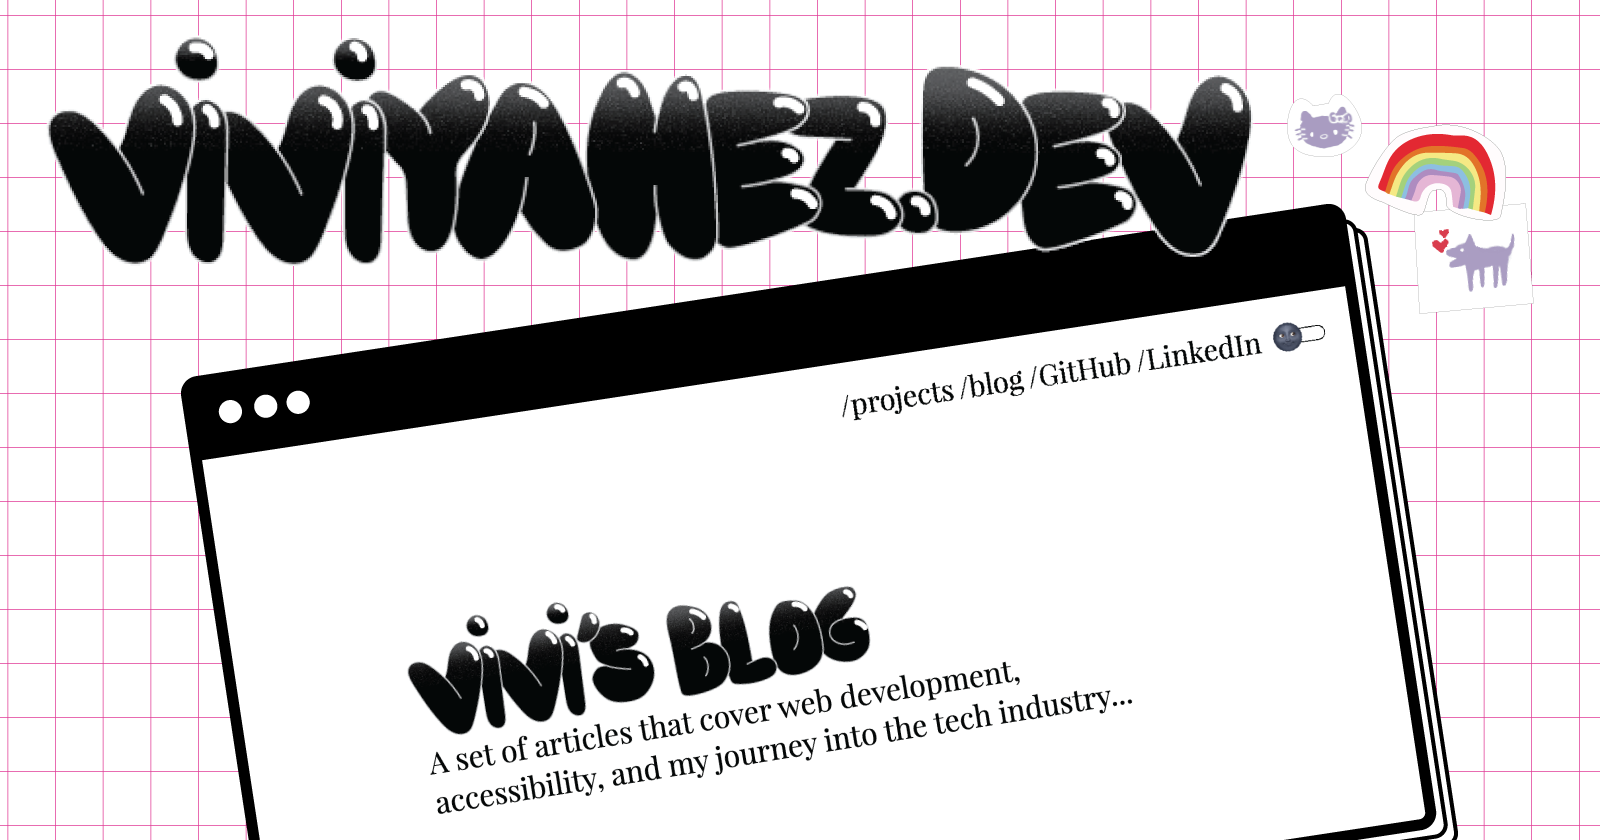 ViViYAHEZ.DEV
/projects /blog /GitHub /LinkedIn
ViVi'S BLOG
A set of articles that cover web development,
accessibility, and my journey into the tech industry...